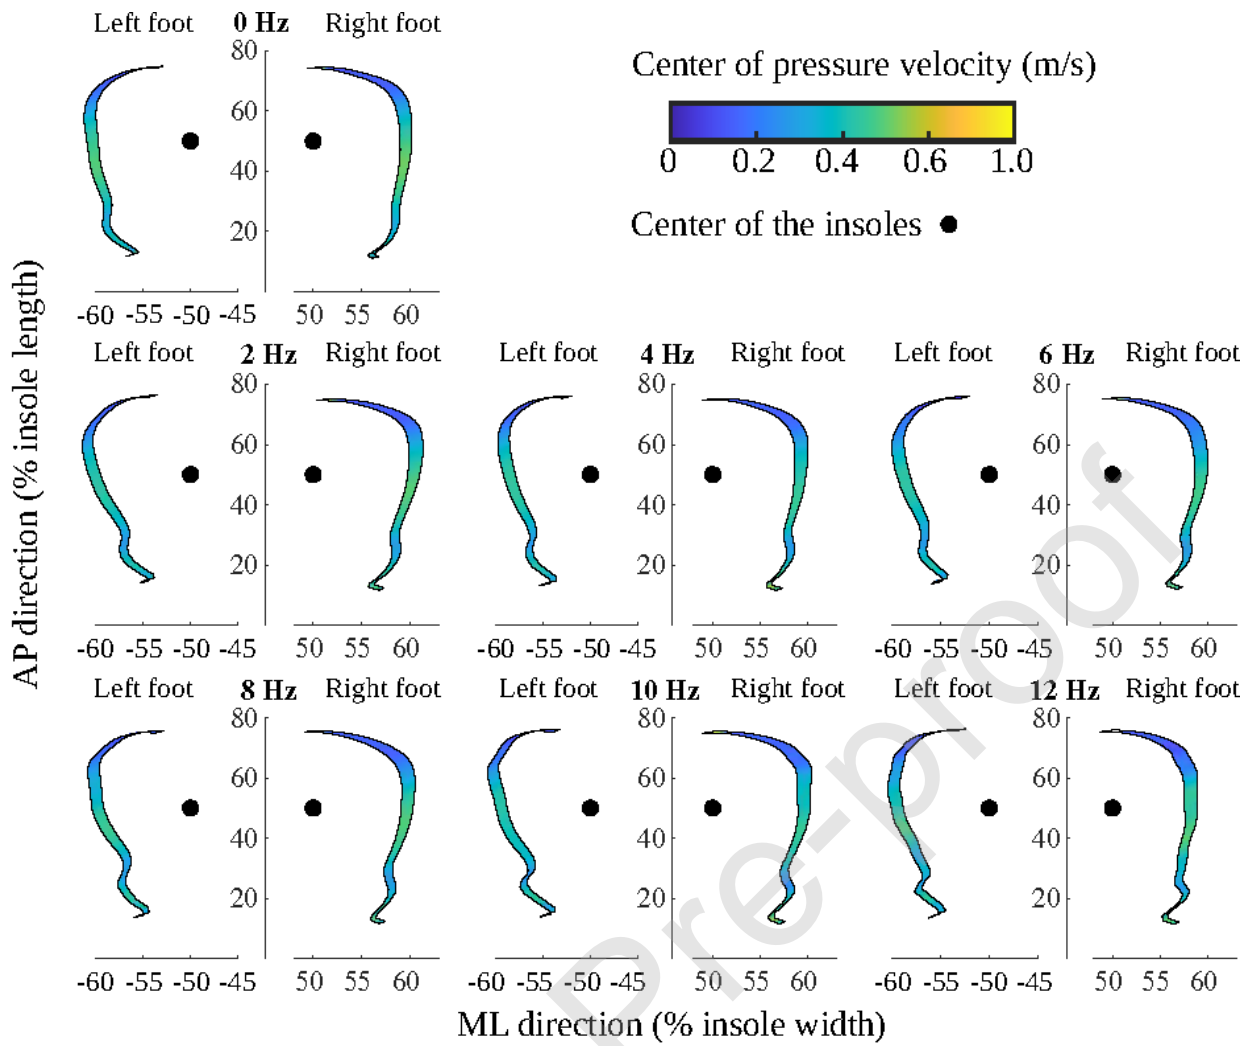 Left foot 0 Hz Right foot
80
60
40
20
-60 -55 -50 -45 50 55 60
Center of pressure velocity (m/s)
0 0.2 0.4 0.6 1.0
Center of the insoles
AP direction (% insole length)
Left foot 2 Hz Right foot Left foot 4 Hz Right foot Left foot 6 Hz Right foot
80 80 80
60 60 60
40 40 40
20 20 20
-60 -55 -50 -45 50 55 60 -60 -55 -50 -45 50 55 60 -60 -55 -50 -45 50 55 60
Left foot 8 Hz Right foot Left foot 10 Hz Right foot Left foot 12 Hz Right foot
80 80 80
60 60 60
40 40 40
20 20 20
-60 -55 -50 -45 50 55 60 -60 -55 -50 -45 50 55 60 -60 -55 -50 -45 50 55 60
ML direction (% insole width)
Pre-proof